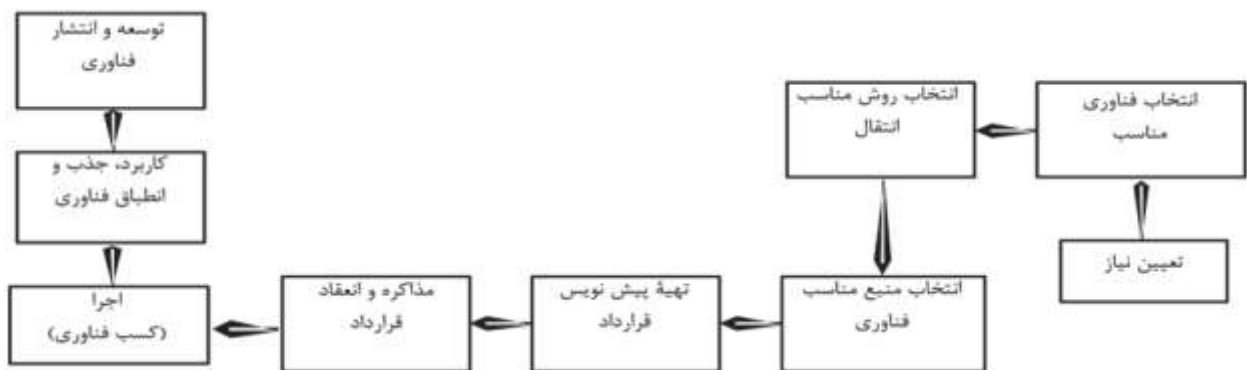 توسعه و انتشار
فناوری
انتخاب فناوری
مناسب
انتخاب روش مناسب
انتقال
کاربرد، جذب و
انطباق فناوری
تعیین نیاز
انتخاب منبع مناسب
فناوری
تهیهٔ پیش نویس
قرارداد
مذاکره و انعقاد
قرارداد
اجرا
(کسب فناوری)